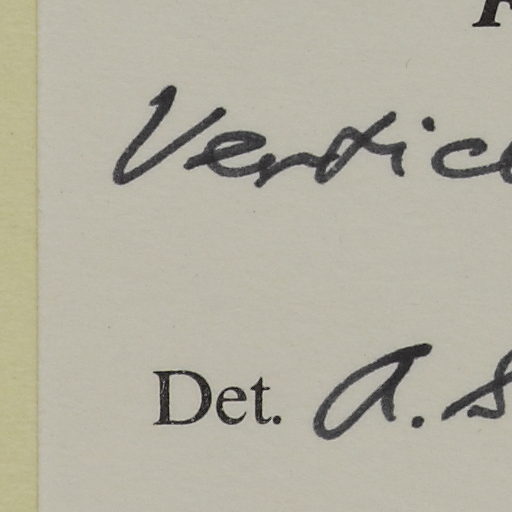 Vertic
Det. A. S